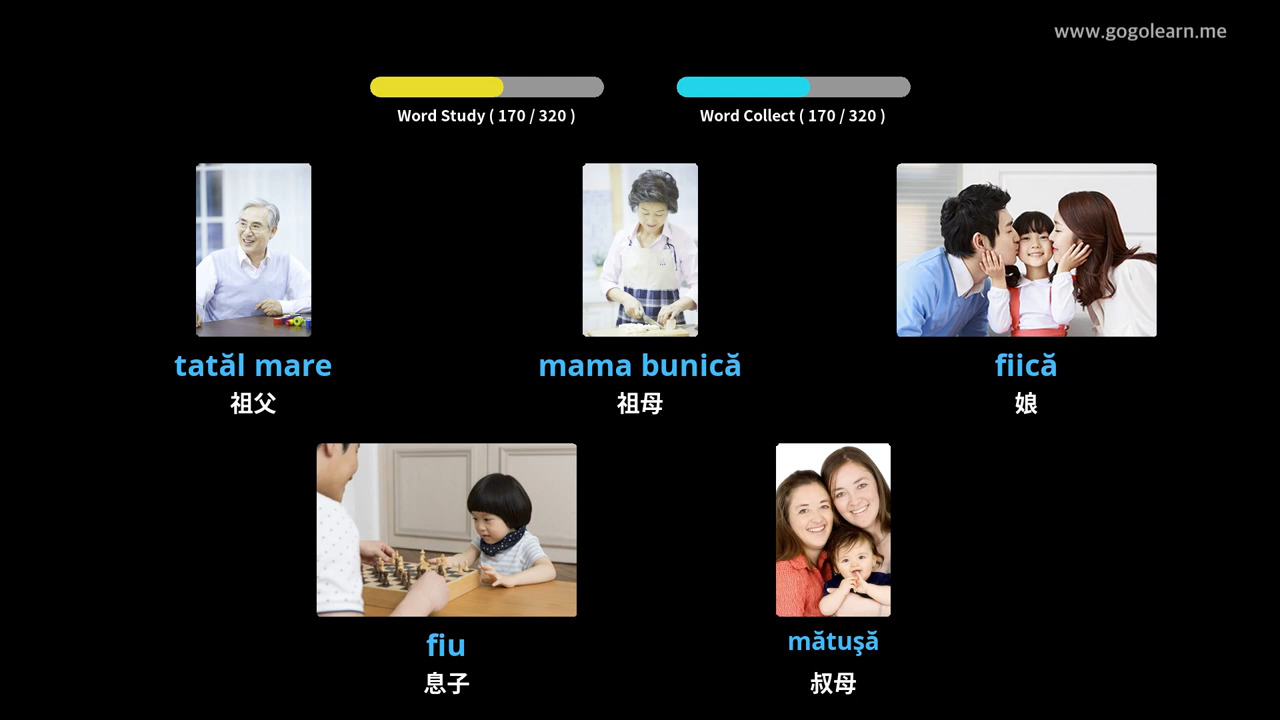 www.gogolearn.me
Word Study ( 170 / 320 )
Word Collect ( 170 / 320 )
tatăl mare
祖父
mama bunică
祖母
fiică
娘
fiu
息子
mătuşă
叔母